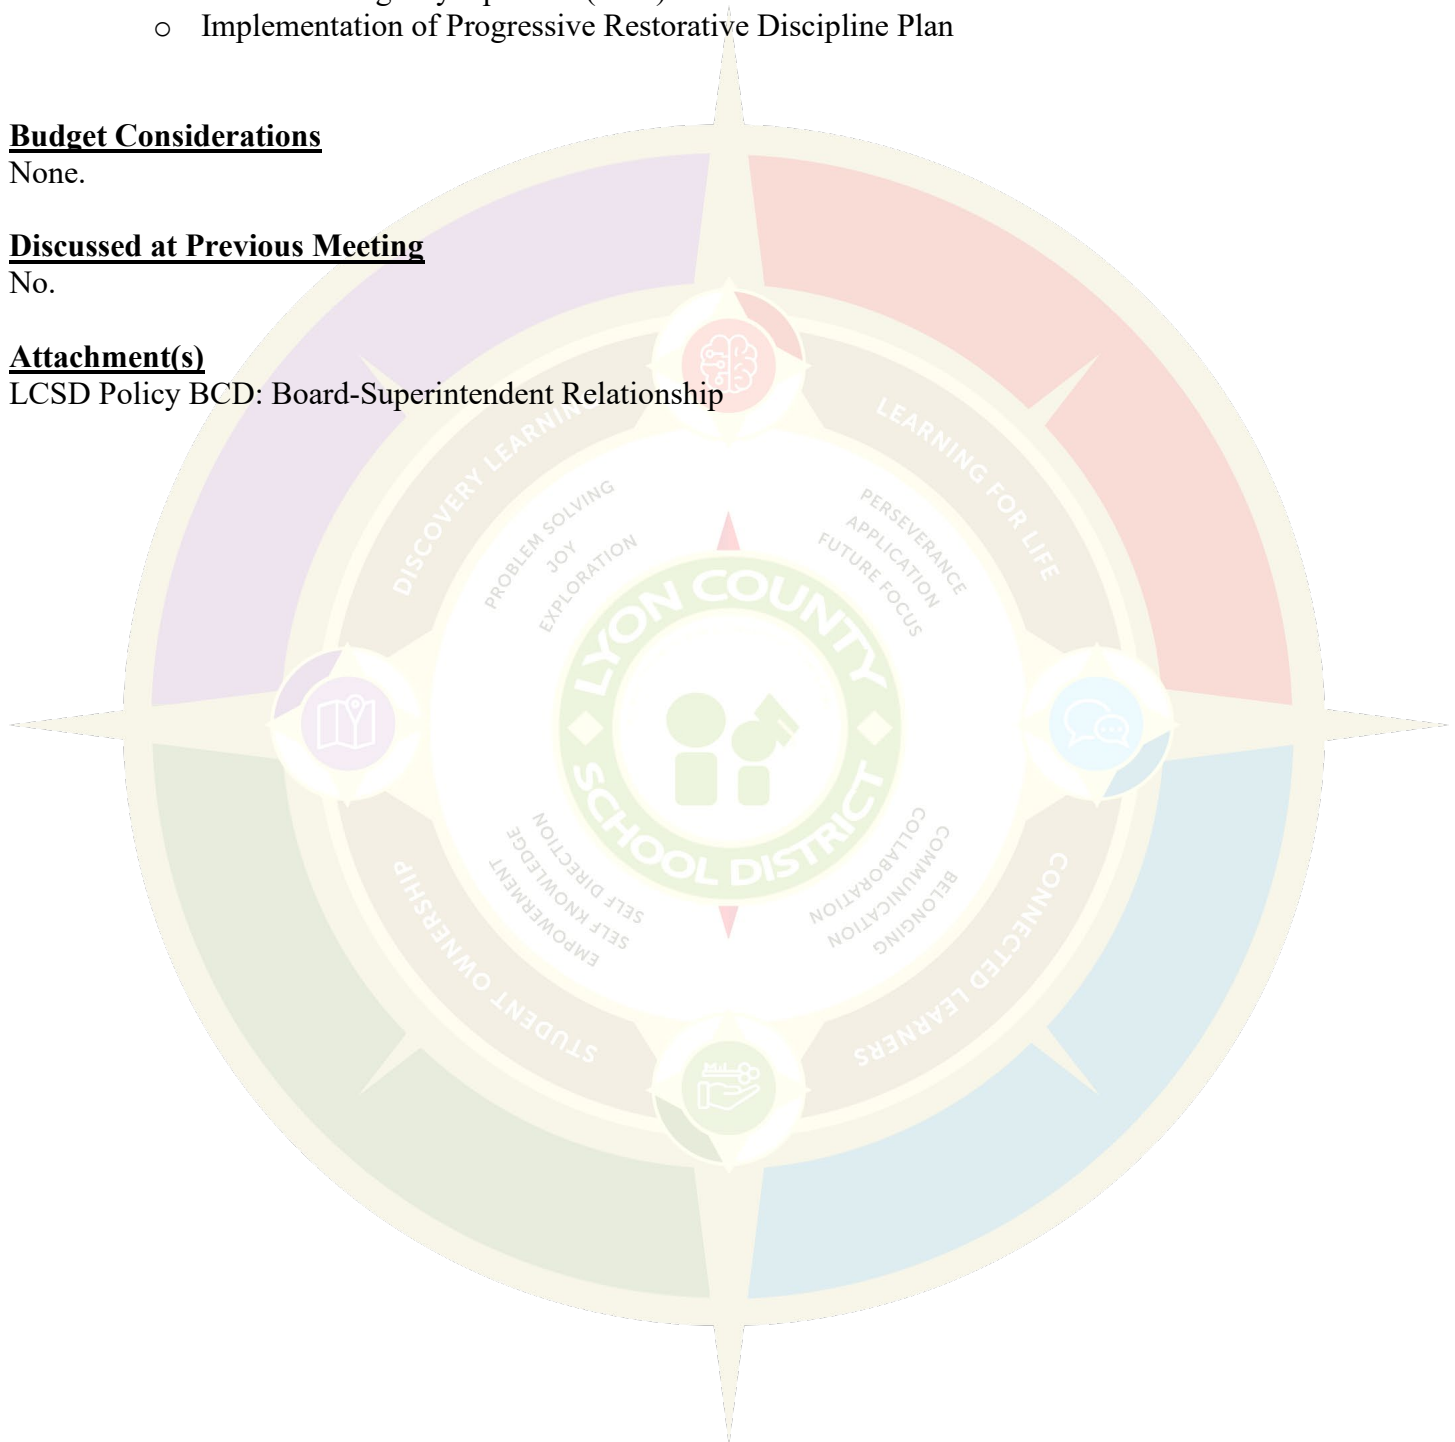 o Implementation of Progressive Restorative Discipline Plan
Budget Considerations
None.
Discussed at Previous Meeting
No.
Attachment(s)
LCSD Policy BCD: Board-Superintendent Relationship
DISCOVERY LEARNING
LEARNING FOR LIFE
PROBLEM SOLVING
JOY
EXPLORATION
PERSEVERANCE
APPLICATION
FUTURE FOCUS
LYON COUNTY
SCHOOL DISTRICT
SELF DIRECTION
SELF KNOWLEDGE
EMPOWERMENT
COLLABORATION
COMMUNICATION
BELONGING
STUDENT OWNERSHIP
CONNECTED LEARNERS